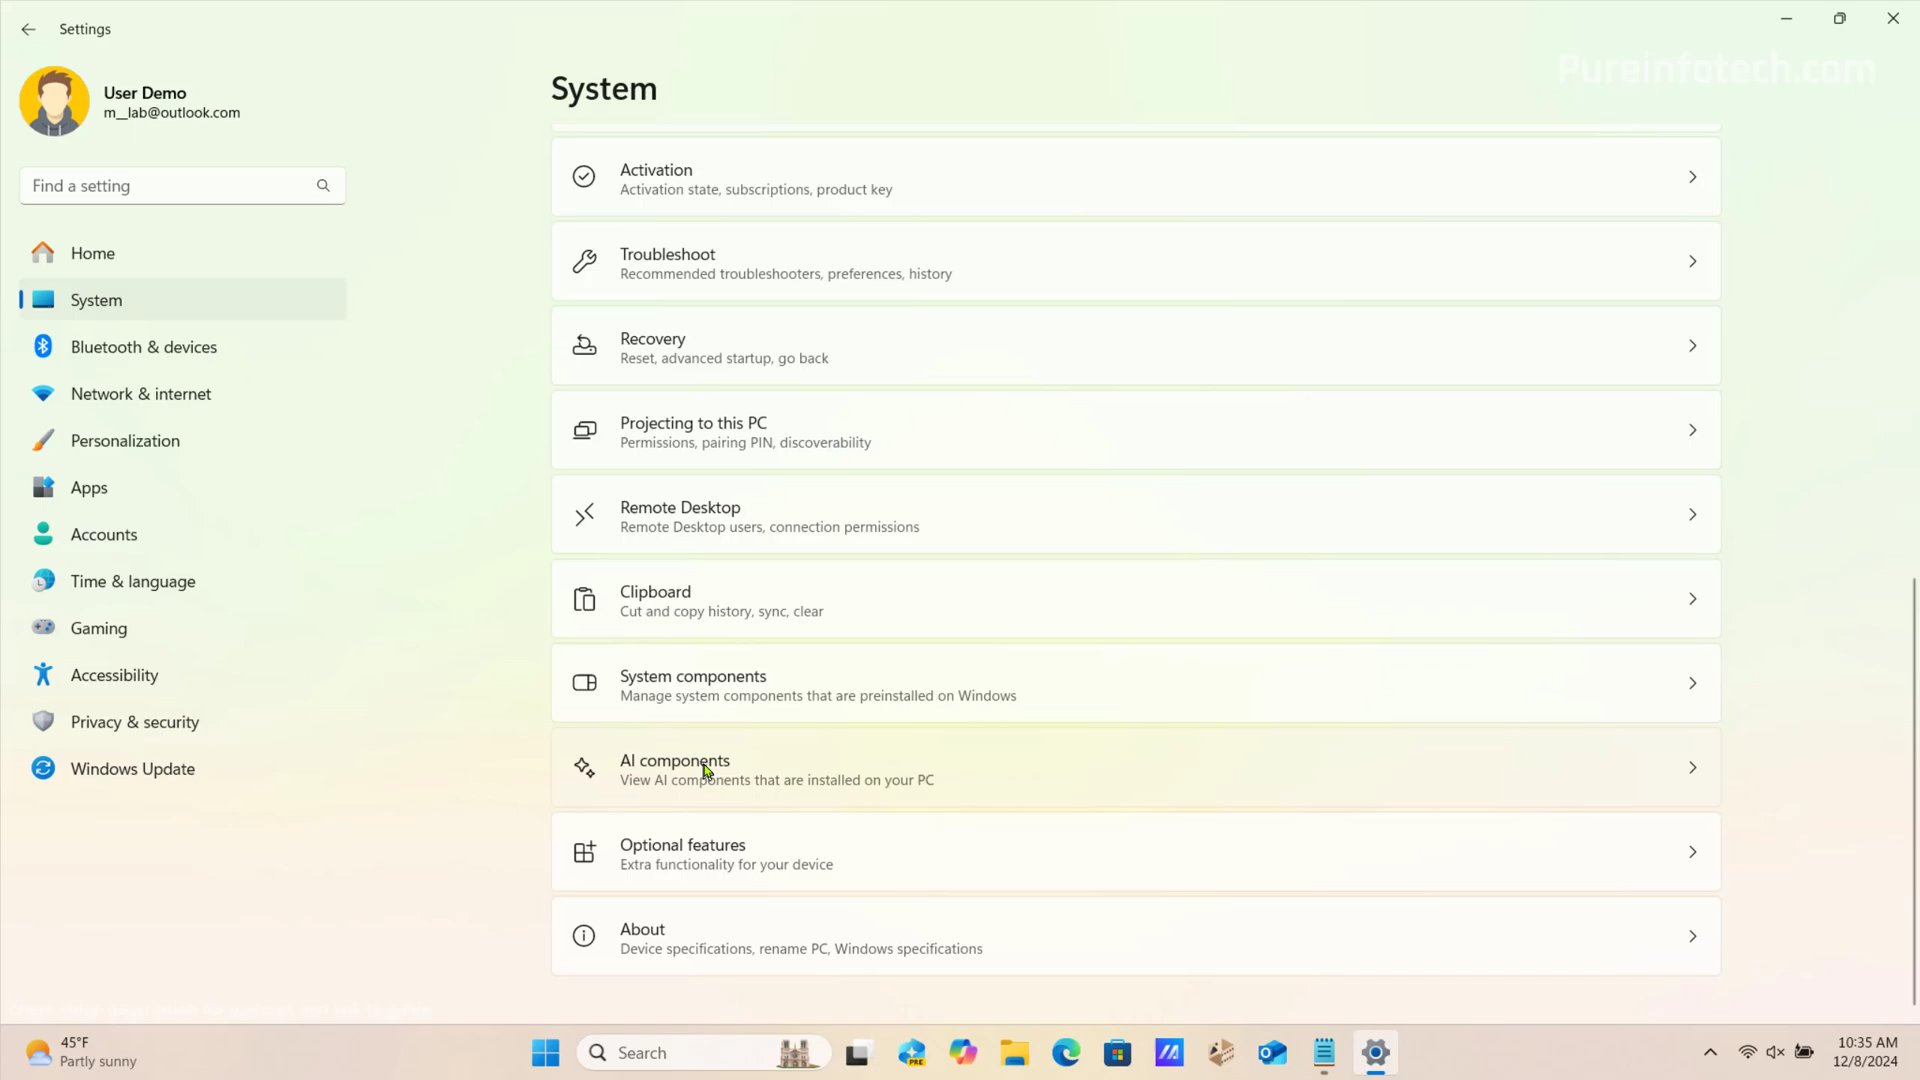 Settings
Pureinfotech.com
User Demo
m__lab@outlook.com
Find a setting
Home
System
Bluetooth & devices
Network & internet
Personalization
Apps
Accounts
Time & language
Gaming
Accessibility
Privacy & security
Windows Update
System
Activation
Activation state, subscriptions, product key
Troubleshoot
Recommended troubleshooters, preferences, history
Recovery
Reset, advanced startup, go back
Projecting to this PC
Permissions, pairing PIN, discoverability
Remote Desktop
Remote Desktop users, connection permissions
Clipboard
Cut and copy history, sync, clear
System components
Manage system components that are preinstalled on Windows
AI components
View AI components that are installed on your PC
Optional features
Extra functionality for your device
About
Device specifications, rename PC, Windows specifications
45°F
Partly sunny
Search
PRE
10:35 AM
12/8/2024